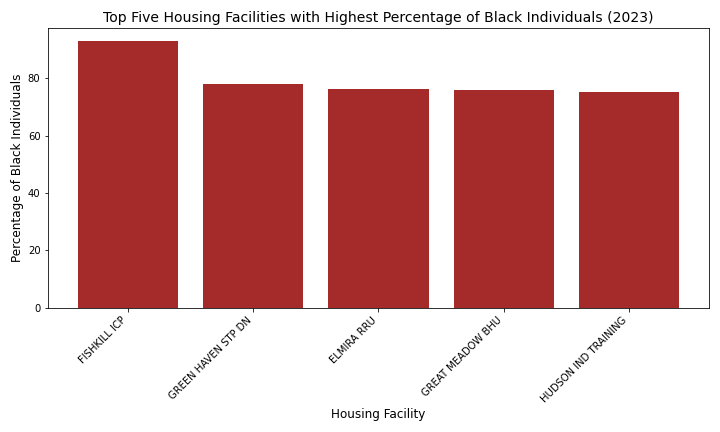 Top Five Housing Facilities with Highest Percentage of Black Individuals (2023)
Percentage of Black Individuals
80
60
40
20
0
FISHKILL ICP
GREEN HAVEN STP DN
ELMIRA RRU
GREAT MEADOW BHU
HUDSON IND TRAINING
Housing Facility